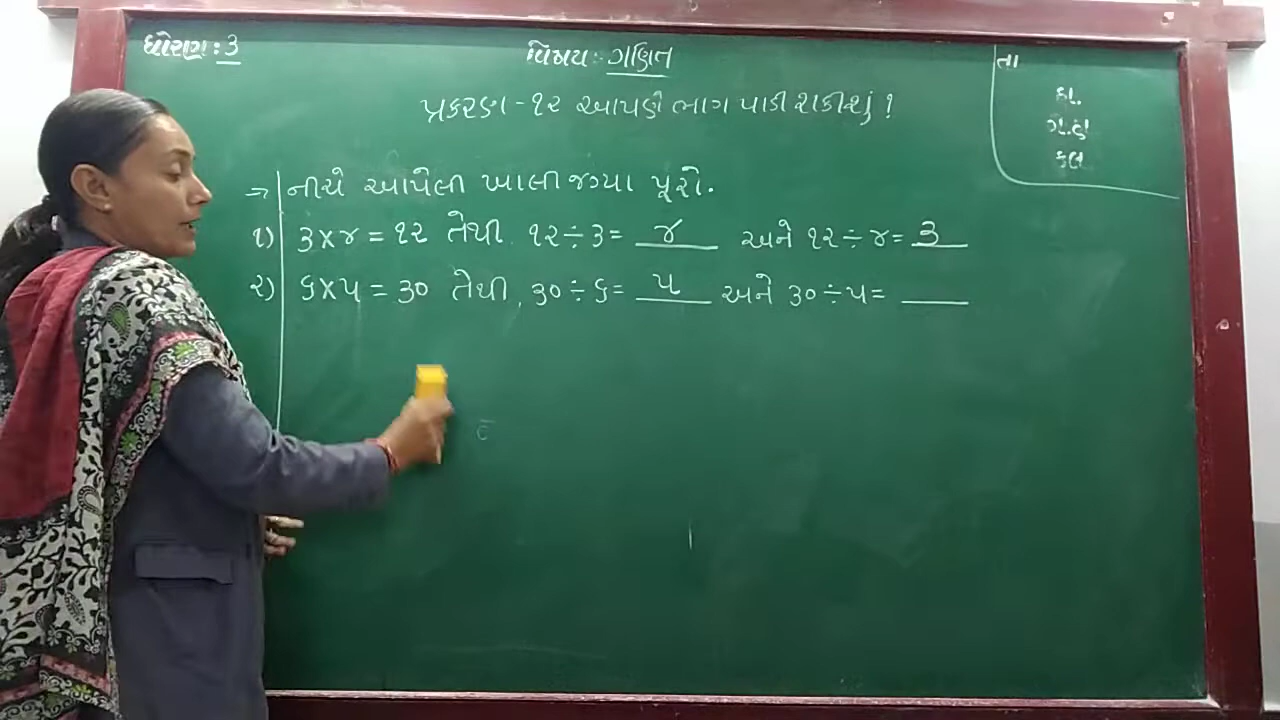 ધોરણ : ૩
વિષય :- ગણિત
તા
હા.
ગે.હા
કુલ
પ્રકરણ - ૧૨ આપણે ભાગ પાડી શકીશું ?
→ નીચે આપેલી ખાલી જગ્યા પૂરો.
૧) ૩ x ૪ = ૧૨ તેથી, ૧૨ ÷ ૩ = ૪ અને ૧૨ ÷ ૪ = ૩
૨) ૬ x ૫ = ૩૦ તેથી, ૩૦ ÷ ૬ = ૫ અને ૩૦ ÷ ૫ = ____